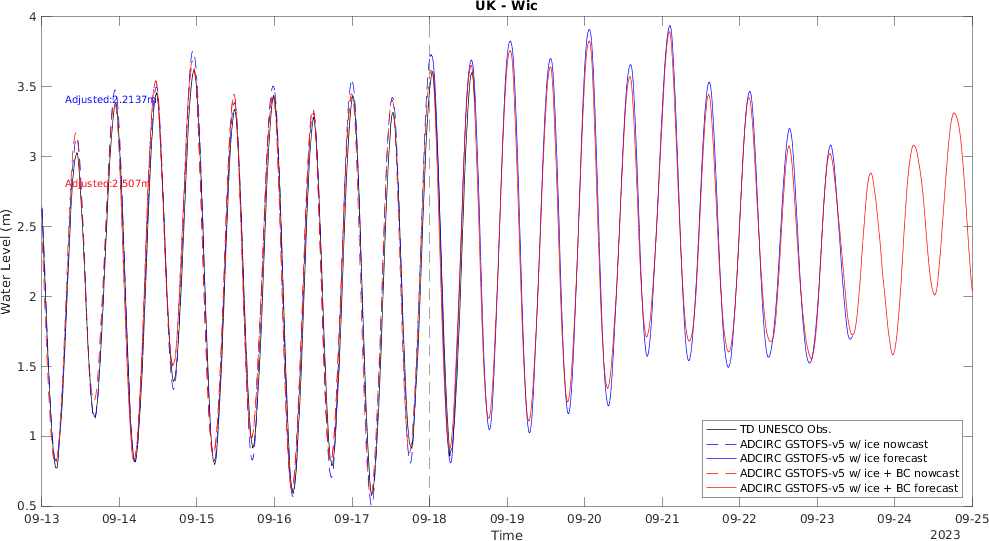 UK - Wic
4
3.5
3
2.5
2
1.5
1
0.5
Water Level (m)
Adjusted:2.2137m
Adjusted:2.507m
TD UNESCO Obs.
ADCIRC GSTOFS-v5 w/ ice nowcast
ADCIRC GSTOFS-v5 w/ ice forecast
ADCIRC GSTOFS-v5 w/ ice + BC nowcast
ADCIRC GSTOFS-v5 w/ ice + BC forecast
09-13 09-14 09-15 09-16 09-17 09-18 09-19 09-20 09-21 09-22 09-23 09-24 09-25
Time
2023